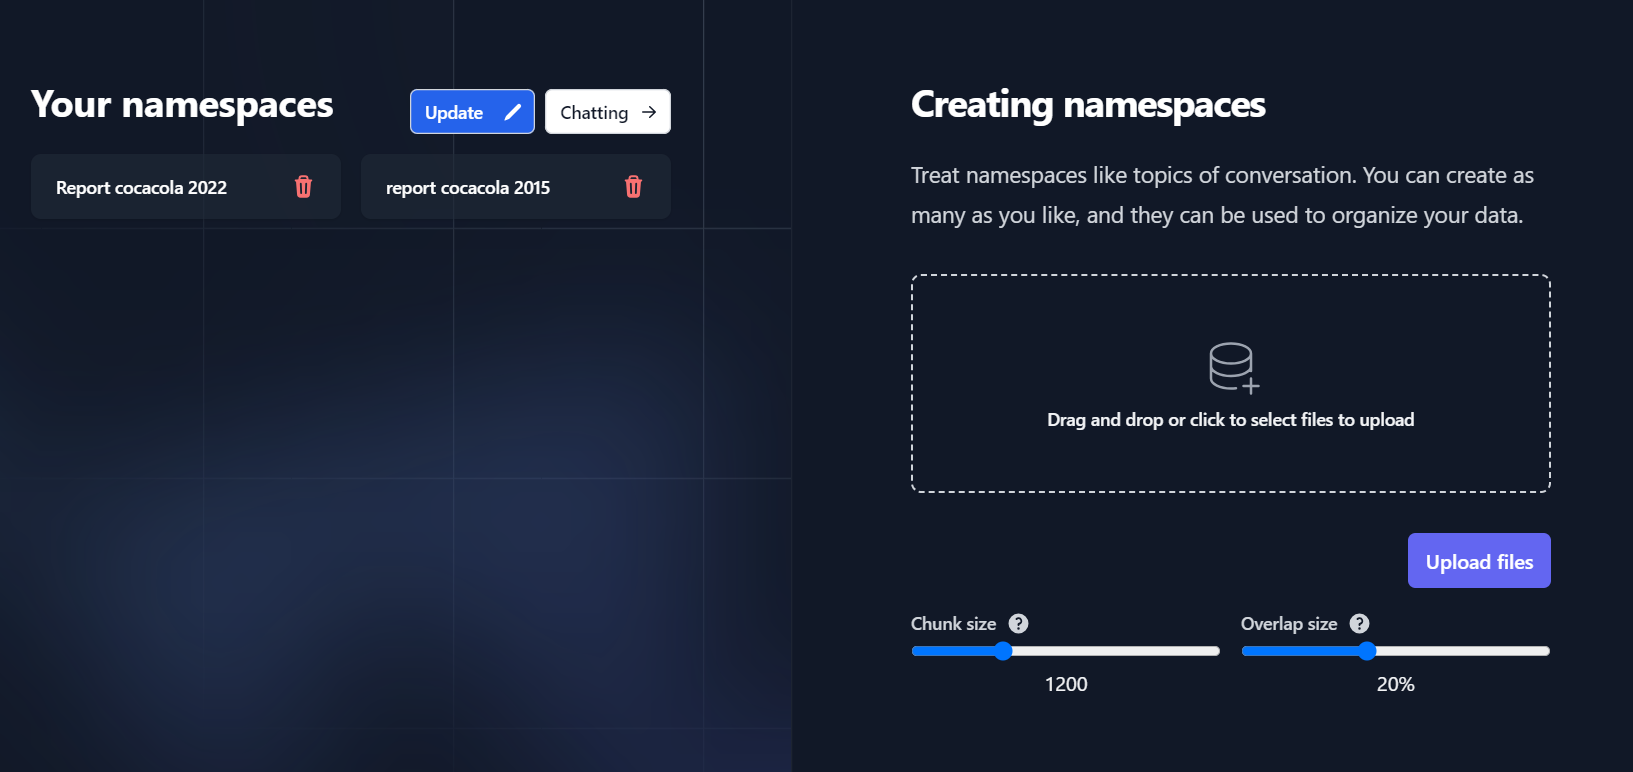 Your namespaces
Update
Chatting
Report cocacola 2022
report cocacola 2015
Creating namespaces
Treat namespaces like topics of conversation. You can create as
many as you like, and they can be used to organize your data.
Drag and drop or click to select files to upload
Upload files
Chunk size ?
1200
Overlap size ?
20%